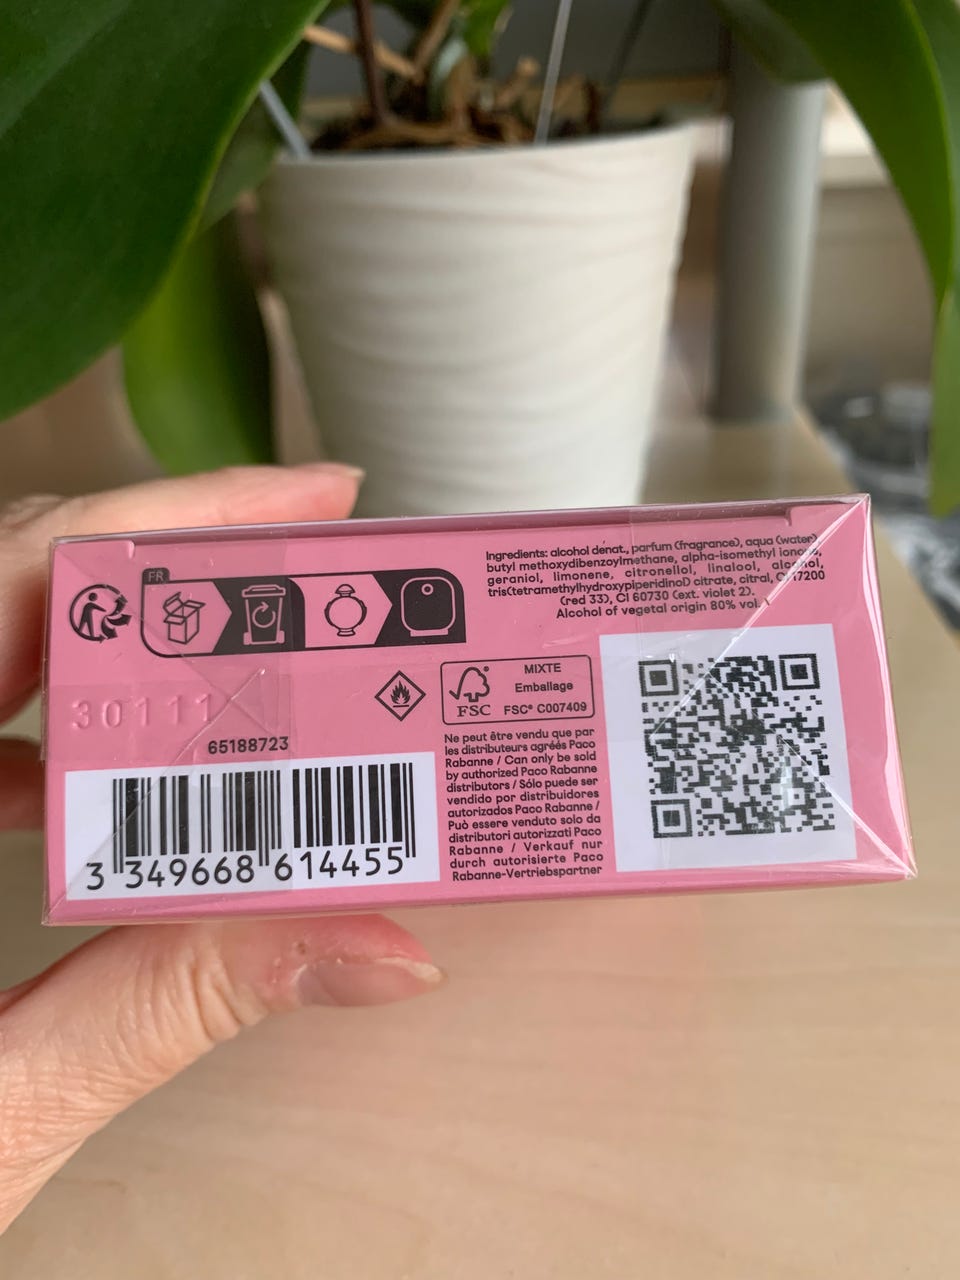 Ingredients: alcohol denat., parfum (fragrance), aqua (water),
butyl methoxydibenzoylmethane, alpha-isomethyl ionone,
geraniol, limonene, citronellol, linalool, alcohol,
tris(tetramethylhydroxypiperidinol) citrate, citral, CI 17200
(red 33), CI 60730 (ext. violet 2).
Alcohol of vegetal origin 80% vol.
FR
30111
65188723
3 349668 614455
FSC
MIXTE
Emballage
FSC® C007409
Ne peut être vendu que par
les distributeurs agréés Paco
Rabanne / Can only be sold
by authorized Paco Rabanne
distributors / Sólo puede ser
vendido por distribuidores
autorizados Paco Rabanne /
Può essere venduto solo da
distributori autorizzati Paco
Rabanne / Verkauf nur
durch autorisierte Paco
Rabanne-Vertriebspartner